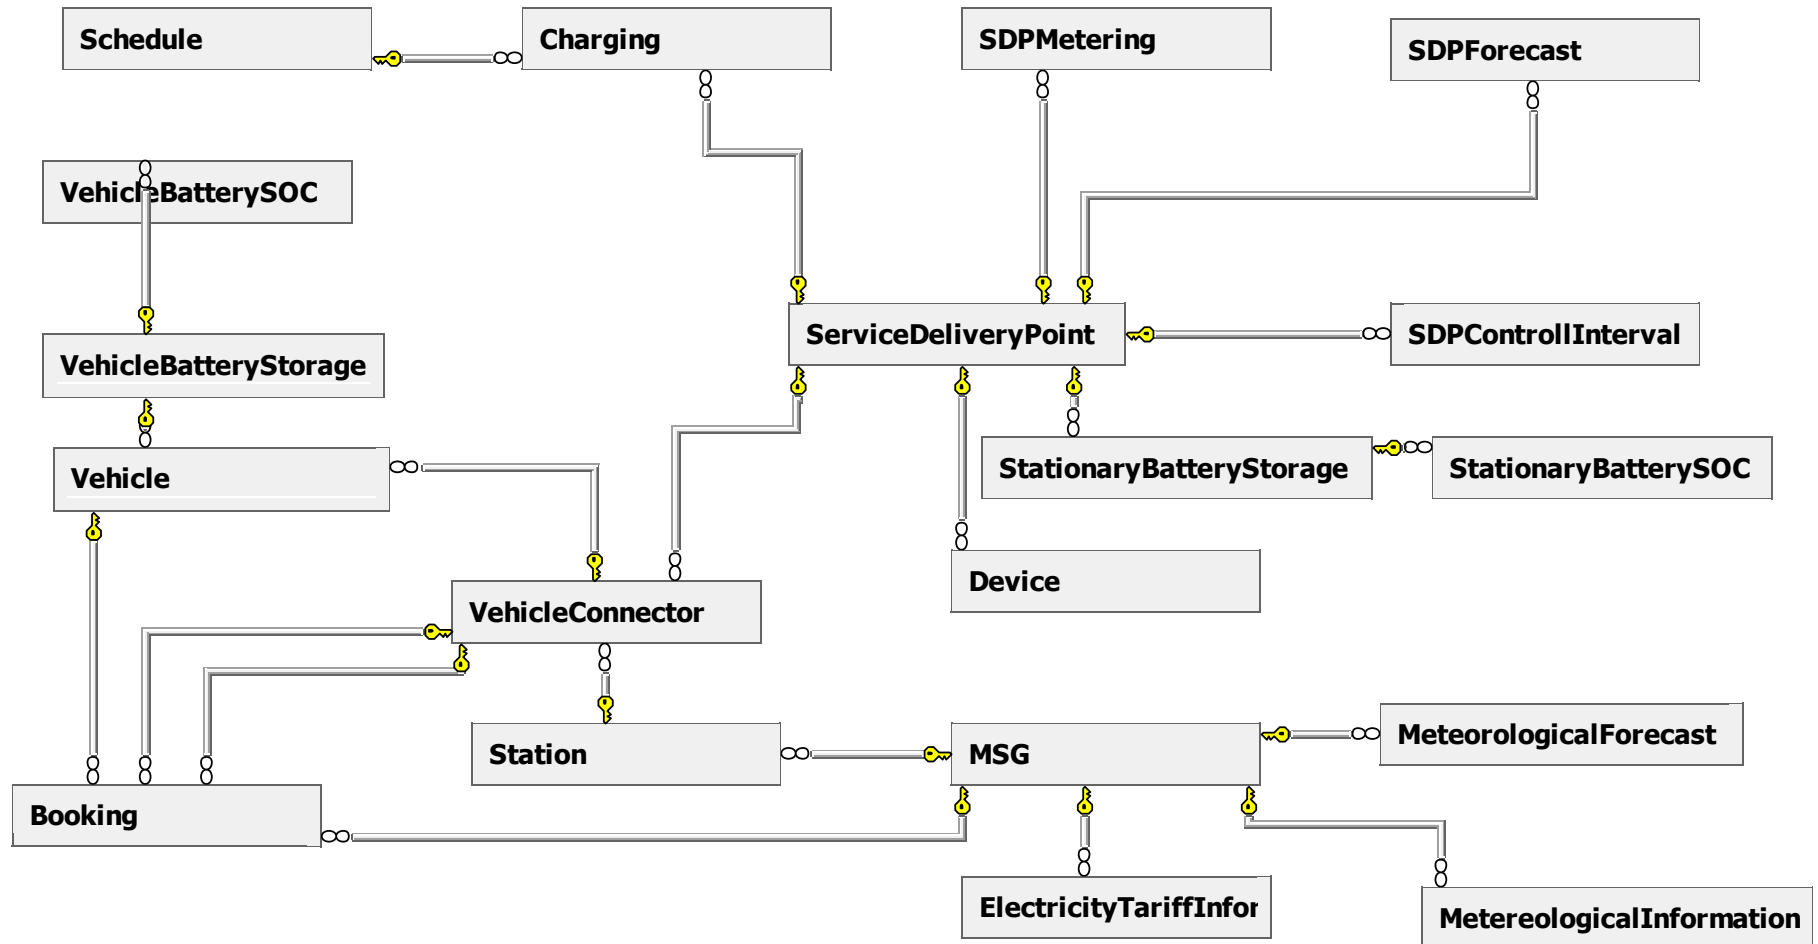 Schedule
Charging
SDPMetering
SDPForecast
VehicleBatterySOC
ServiceDeliveryPoint
SDPControllInterval
VehicleBatteryStorage
Vehicle
StationaryBatteryStorage
StationaryBatterySOC
Device
VehicleConnector
Station
MSG
MeteorologicalForecast
Booking
ElectricityTariffInfor
MetereologicalInformation